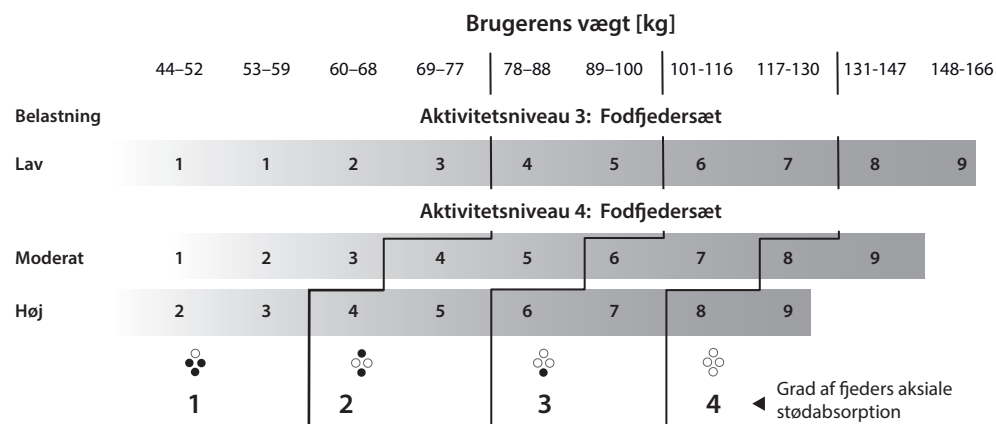 Brugerens vægt [kg]
44–52 53–59 60–68 69–77 78–88 89–100 101-116 117-130 131-147 148-166
Belastning Aktivitetsniveau 3: Fodfjedersæt
Lav 1 1 2 3 4 5 6 7 8 9
Aktivitetsniveau 4: Fodfjedersæt
Moderat 1 2 3 4 5 6 7 8 9
Høj 2 3 4 5 6 7 8 9
1 2 3 4 Grad af fjeders aksiale
stødabsorption